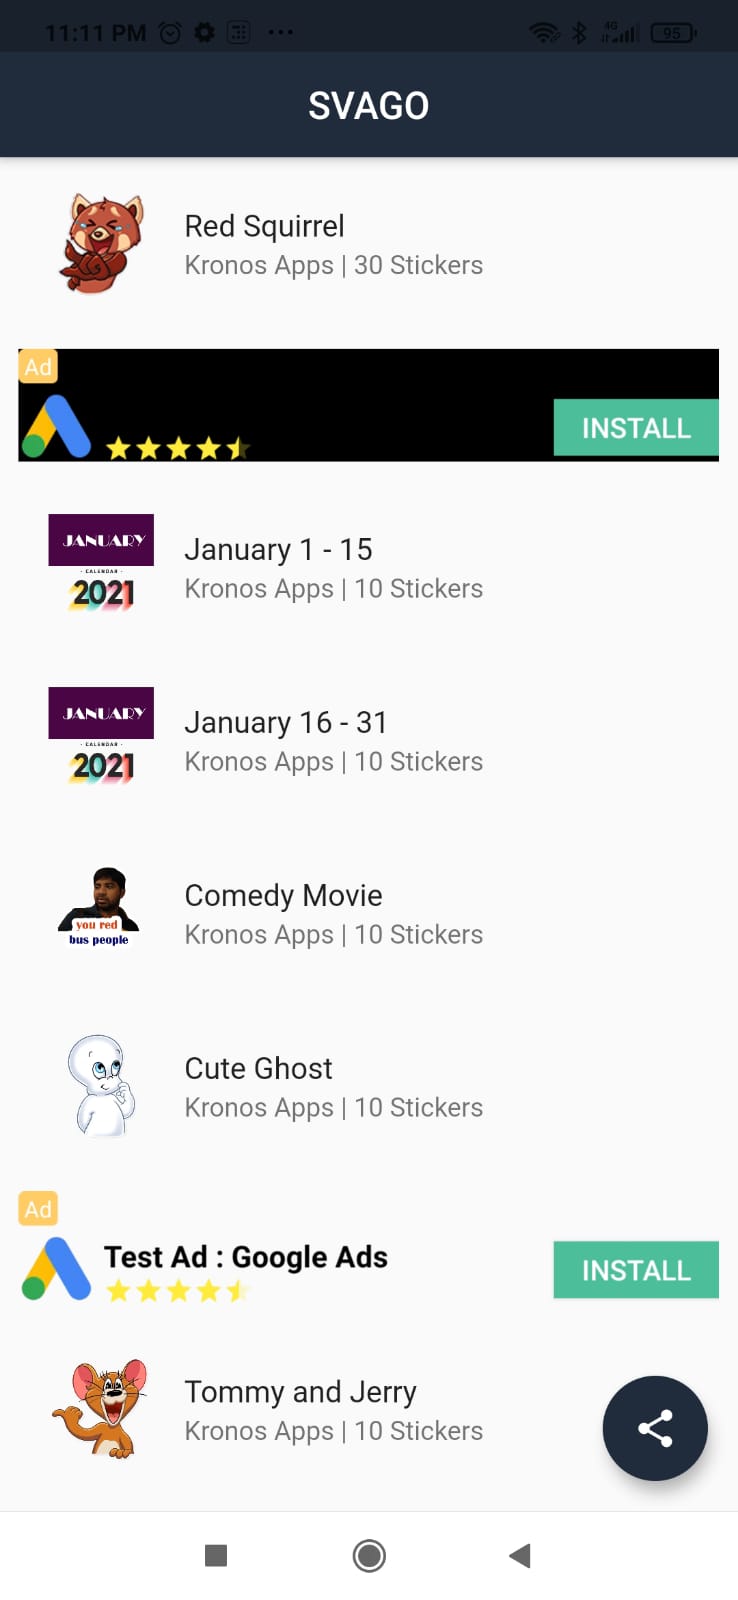 11:11 PM
4G
95
SVAGO
Red Squirrel
Kronos Apps | 30 Stickers
Ad
INSTALL
JANUARY
- CALENDAR -
2021
January 1 - 15
Kronos Apps | 10 Stickers
JANUARY
- CALENDAR -
2021
January 16 - 31
Kronos Apps | 10 Stickers
you red
bus people
Comedy Movie
Kronos Apps | 10 Stickers
Cute Ghost
Kronos Apps | 10 Stickers
Ad
Test Ad : Google Ads
INSTALL
Tommy and Jerry
Kronos Apps | 10 Stickers